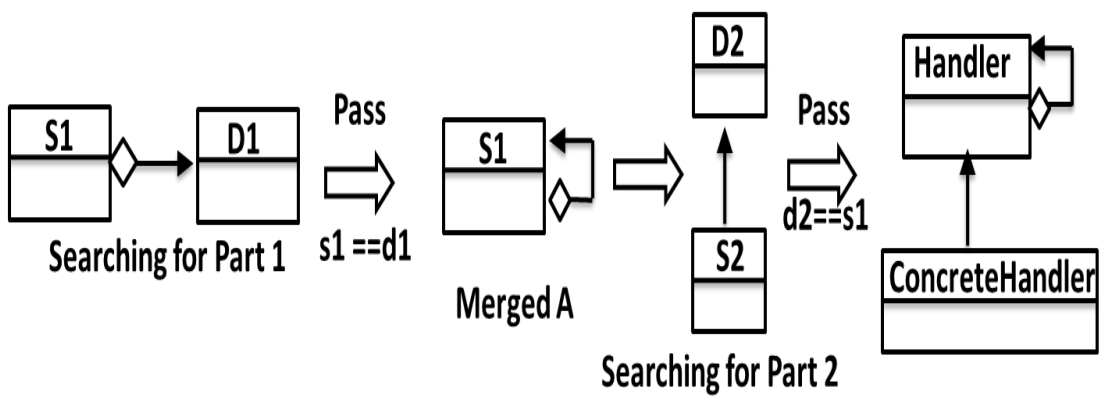 S1
D1
Searching for Part 1
Pass
s1 ==d1
S1
Merged A
D2
S2
Searching for Part 2
Pass
d2==s1
Handler
ConcreteHandler